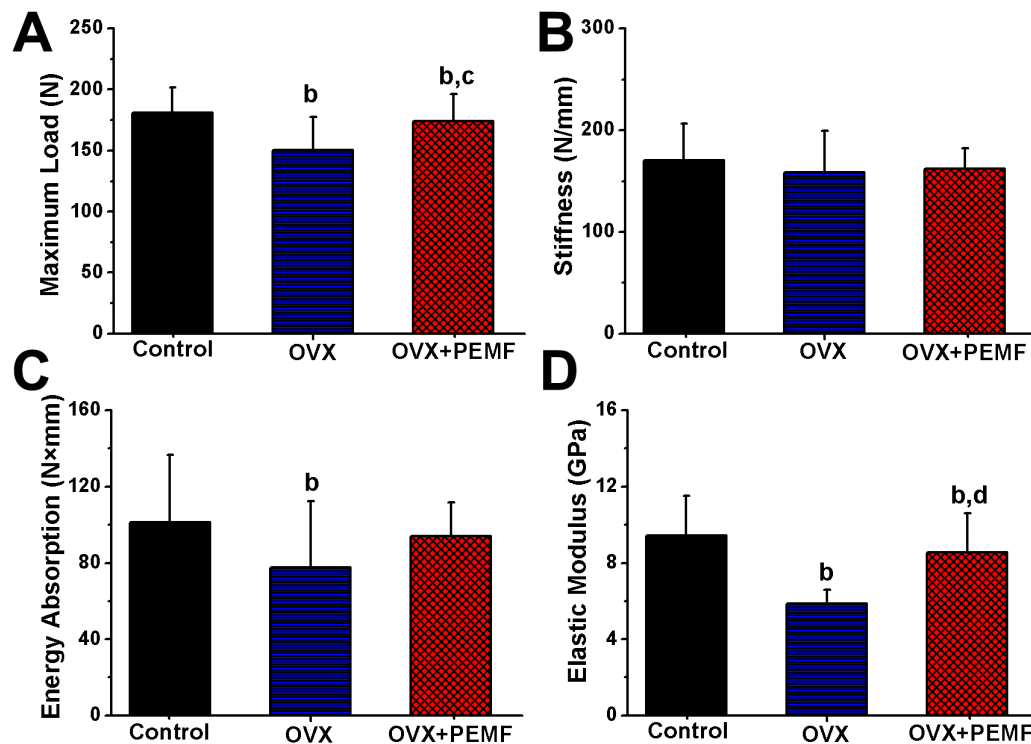 A
Maximum Load (N)
250
200
150
100
50
0
b
b,c
Control
OVX
OVX+PEMF
B
Stiffness (N/mm)
300
200
100
0
Control
OVX
OVX+PEMF
C
Energy Absorption (N×mm)
160
120
80
40
0
b
Control
OVX
OVX+PEMF
D
Elastic Modulus (GPa)
16
12
8
4
0
b
b,d
Control
OVX
OVX+PEMF